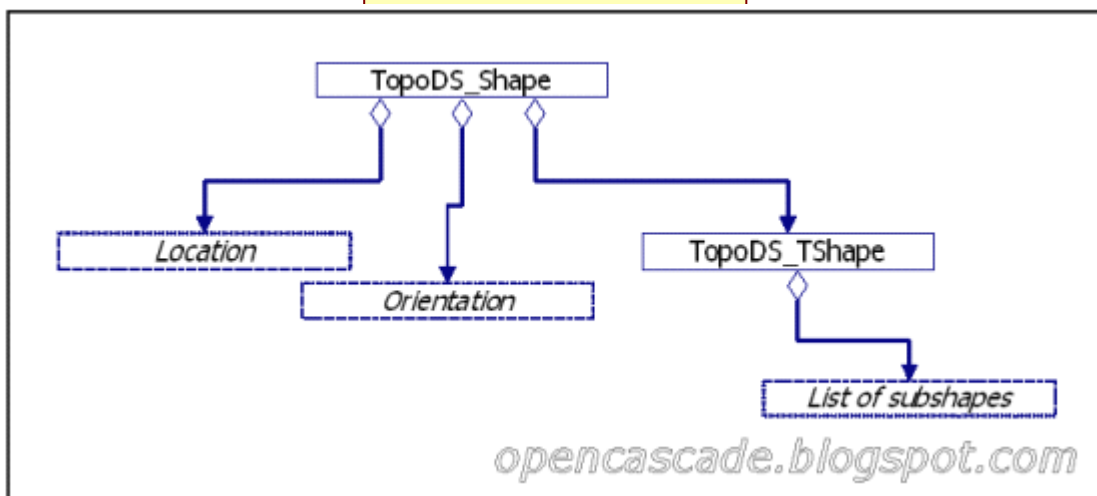 TopoDS_Shape
Location
TopoDS_TShape
Orientation
List of subshapes
opencascade.blogspot.com